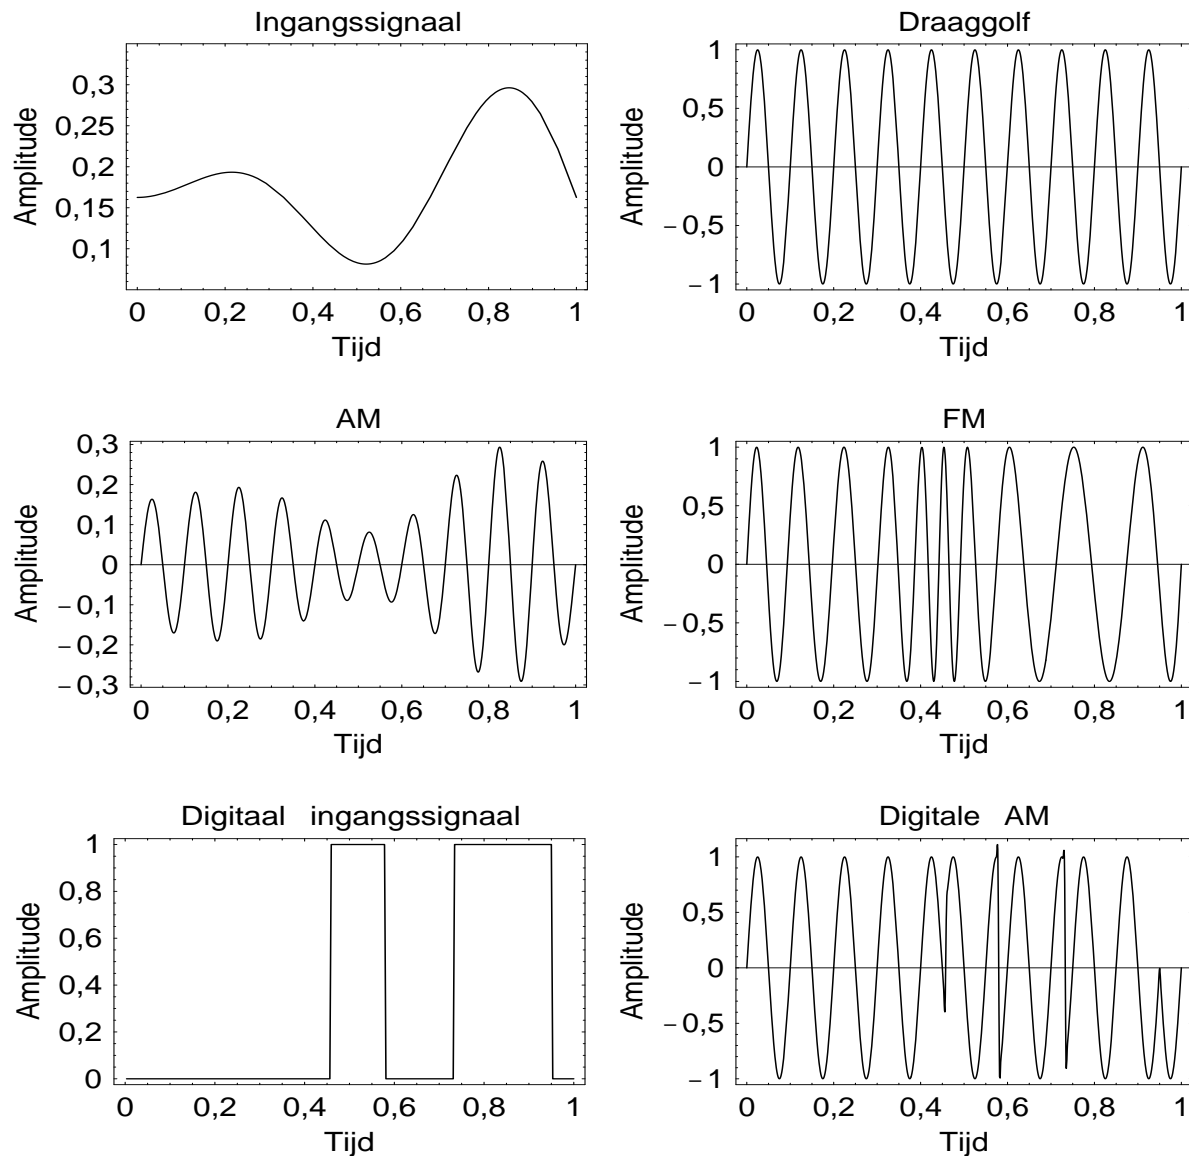 Ingangssignaal
Amplitude
0,3
0,25
0,2
0,15
0,1
0 0,2 0,4 0,6 0,8 1
Tijd
Draaggolf
Amplitude
1
0,5
0
−0,5
−1
0 0,2 0,4 0,6 0,8 1
Tijd
AM
Amplitude
0,3
0,2
0,1
0
−0,1
−0,2
−0,3
0 0,2 0,4 0,6 0,8 1
Tijd
FM
Amplitude
1
0,5
0
−0,5
−1
0 0,2 0,4 0,6 0,8 1
Tijd
Digitaal ingangssignaal
Amplitude
1
0,8
0,6
0,4
0,2
0
0 0,2 0,4 0,6 0,8 1
Tijd
Digitale AM
Amplitude
1
0,5
0
−0,5
−1
0 0,2 0,4 0,6 0,8 1
Tijd